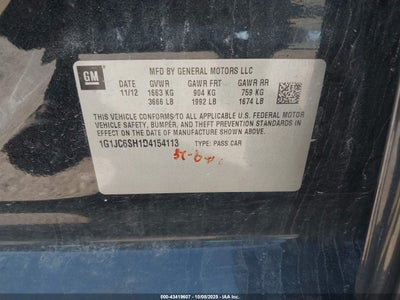 GM
MFD BY GENERAL MOTORS LLC
DATE GVWR GAWR FRT GAWR RR
11/12 1663 KG 904 KG 759 KG
3666 LB 1992 LB 1674 LB
THIS VEHICLE CONFORMS TO ALL APPLICABLE U.S. FEDERAL MOTOR
VEHICLE SAFETY, BUMPER, AND THEFT PREVENTION STANDARDS IN
EFFECT ON THE DATE OF MANUFACTURE SHOWN ABOVE.
1G1JC6SH1D4154113 TYPE: PASS CAR
000-43419607 - 10/09/2025 - IAA